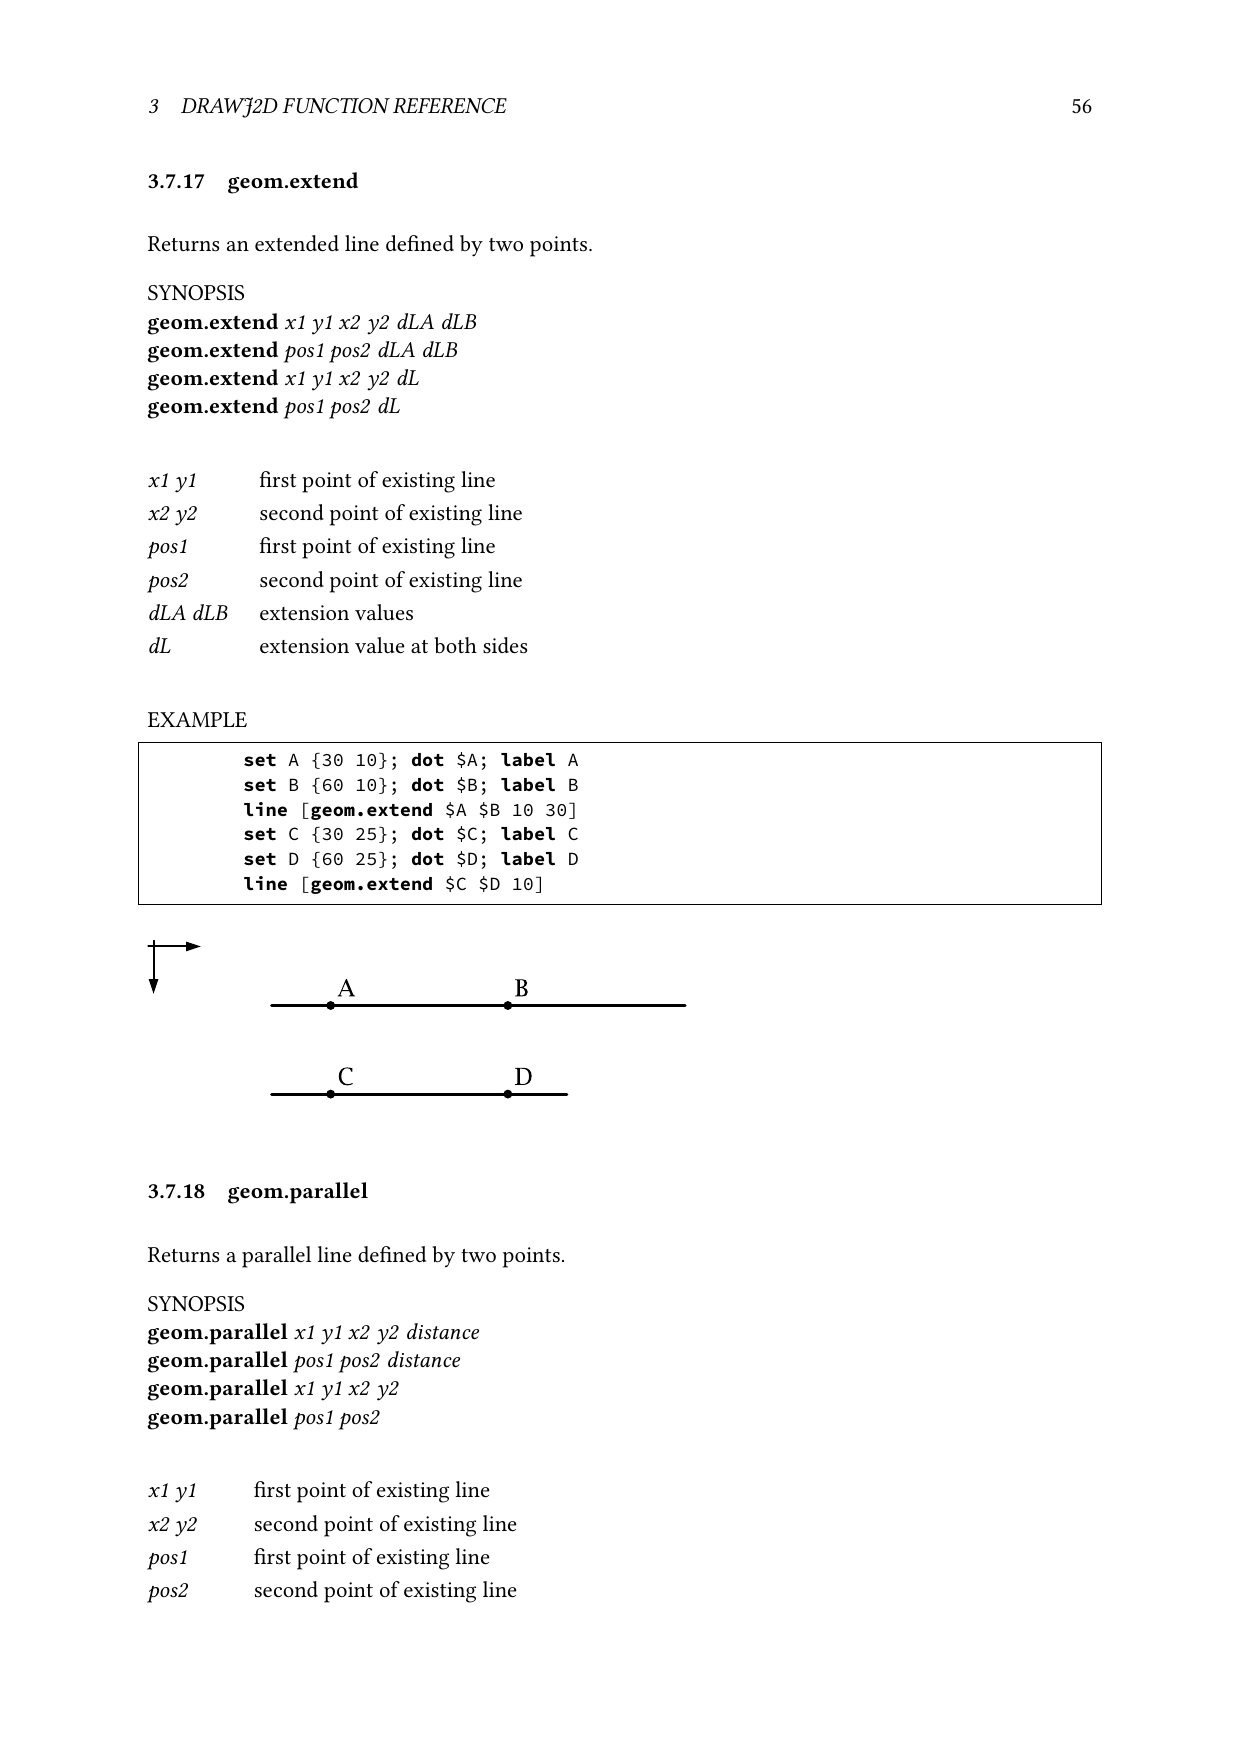 3 DRAWJ2D FUNCTION REFERENCE 56
3.7.17 geom.extend
Returns an extended line defined by two points.
SYNOPSIS
geom.extend x1 y1 x2 y2 dLA dLB
geom.extend pos1 pos2 dLA dLB
geom.extend x1 y1 x2 y2 dL
geom.extend pos1 pos2 dL
x1 y1 first point of existing line
x2 y2 second point of existing line
pos1 first point of existing line
pos2 second point of existing line
dLA dLB extension values
dL extension value at both sides
EXAMPLE
set A {30 10}; dot $A; label A
set B {60 10}; dot $B; label B
line [geom.extend $A $B 10 30]
set C {30 25}; dot $C; label C
set D {60 25}; dot $D; label D
line [geom.extend $C $D 10]
A B
C D
3.7.18 geom.parallel
Returns a parallel line defined by two points.
SYNOPSIS
geom.parallel x1 y1 x2 y2 distance
geom.parallel pos1 pos2 distance
geom.parallel x1 y1 x2 y2
geom.parallel pos1 pos2
x1 y1 first point of existing line
x2 y2 second point of existing line
pos1 first point of existing line
pos2 second point of existing line